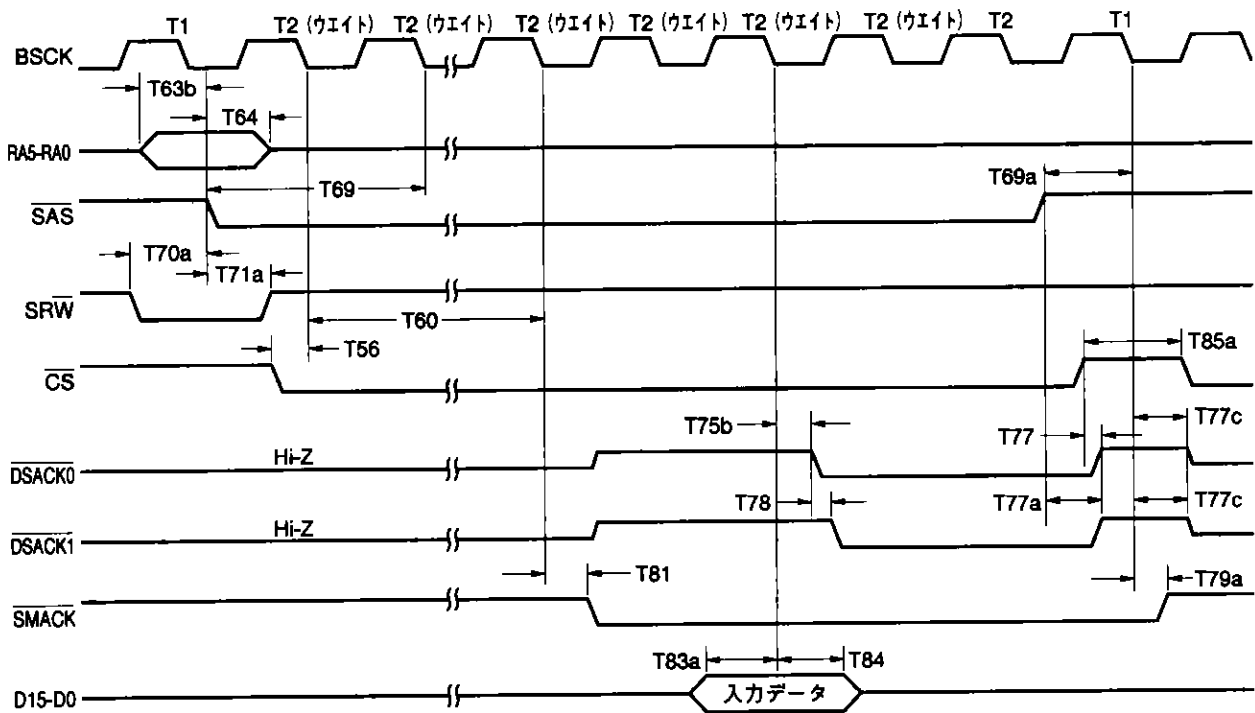 T1 T2 (ウエイト) T2 (ウエイト) T2 (ウエイト) T2 (ウエイト) T2 (ウエイト) T2 (ウエイト) T2 T1
BSCK
T63b
T64
RA5-RA0
T69
T69a
SAS
T70a
T71a
SRW
T60
T56
T85a
CS
T75b
T77
T77c
Hi-Z
DSACK0
T78
T77a
T77c
Hi-Z
DSACK1
T81
T79a
SMACK
T83a
T84
D15-D0
入力データ